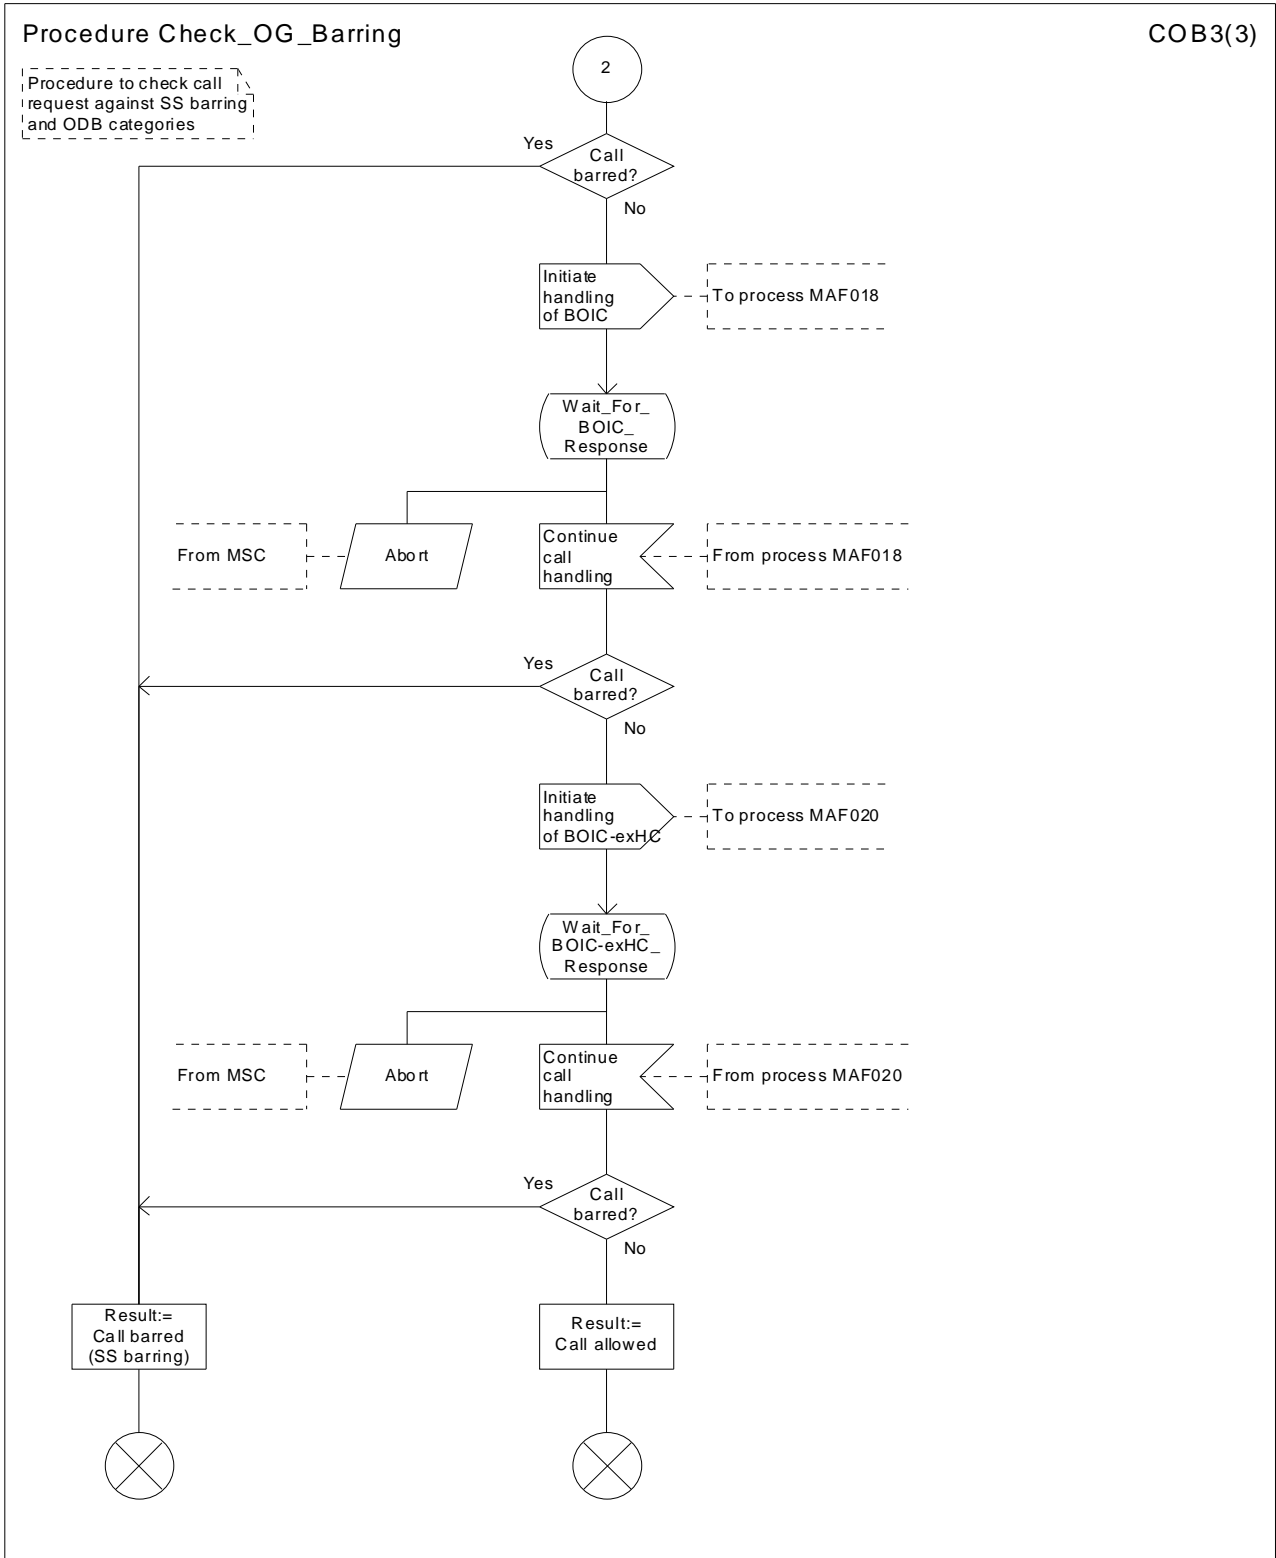 Procedure Check_OG_Barring
COB3(3)
Procedure to check call
request against SS barring
and ODB categories
2
Yes
Call
barred?
No
Initiate
handling
of BOIC
To process MAF018
Wait_For_
BOIC_
Response
From MSC
Abort
Continue
call
handling
From process MAF018
Yes
Call
barred?
No
Initiate
handling
of BOIC-exHC
To process MAF020
Wait_For_
BOIC-exHC_
Response
From MSC
Abort
Continue
call
handling
From process MAF020
Yes
Call
barred?
No
Result:=
Call barred
(SS barring)
Result:=
Call allowed